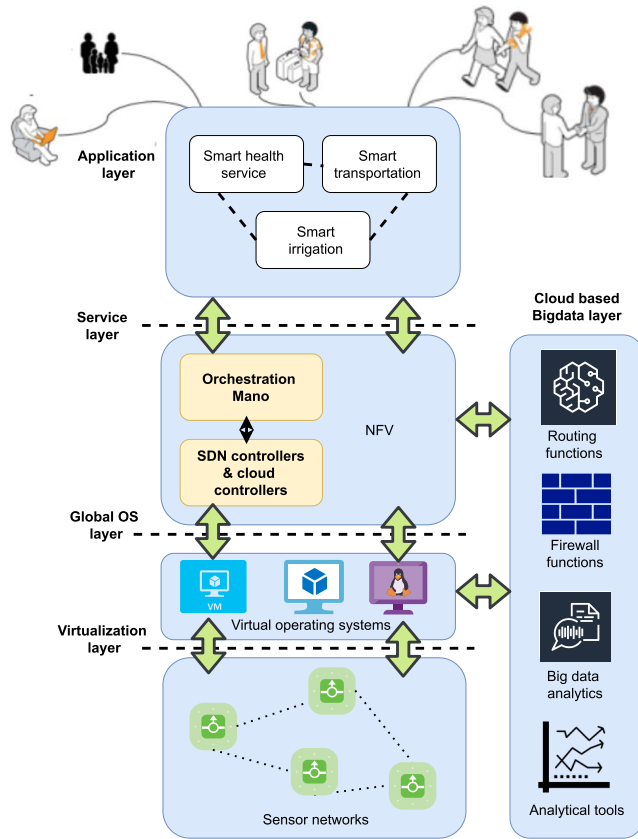 Application
layer
Smart health
service
Smart
transportation
Smart
irrigation
Service
layer
Cloud based
Bigdata layer
Orchestration
Mano
NFV
SDN controllers
& cloud
controllers
Routing
functions
Global OS
layer
Firewall
functions
VM
Virtual operating systems
Virtualization
layer
Big data
analytics
Sensor networks
Analytical tools